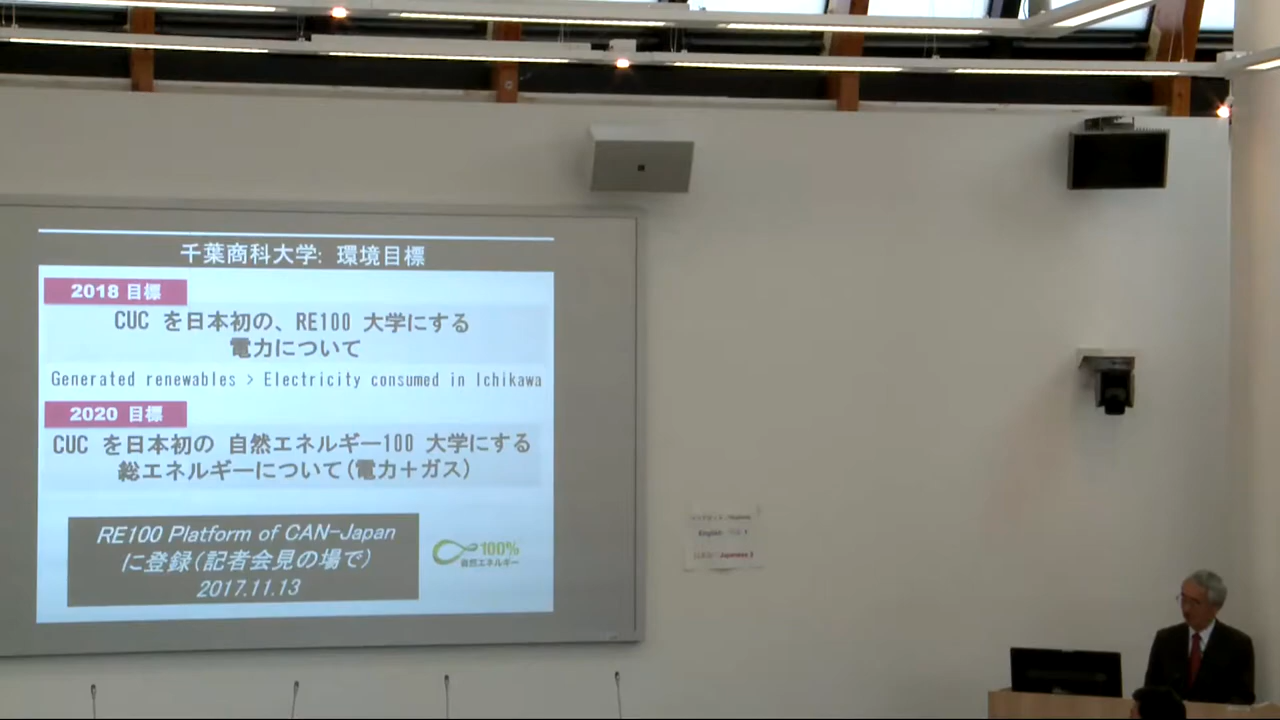 千葉商科大学: 環境目標
2018 目標
CUC を日本初の、RE100 大学にする
電力について
Generated renewables > Electricity consumed in Ichikawa
2020 目標
CUC を日本初の 自然エネルギー100 大学にする
総エネルギーについて(電力＋ガス)
RE100 Platform of CAN-Japan
に登録(記者会見の場で)
2017.11.13
100%
自然エネルギー
English
Japanese